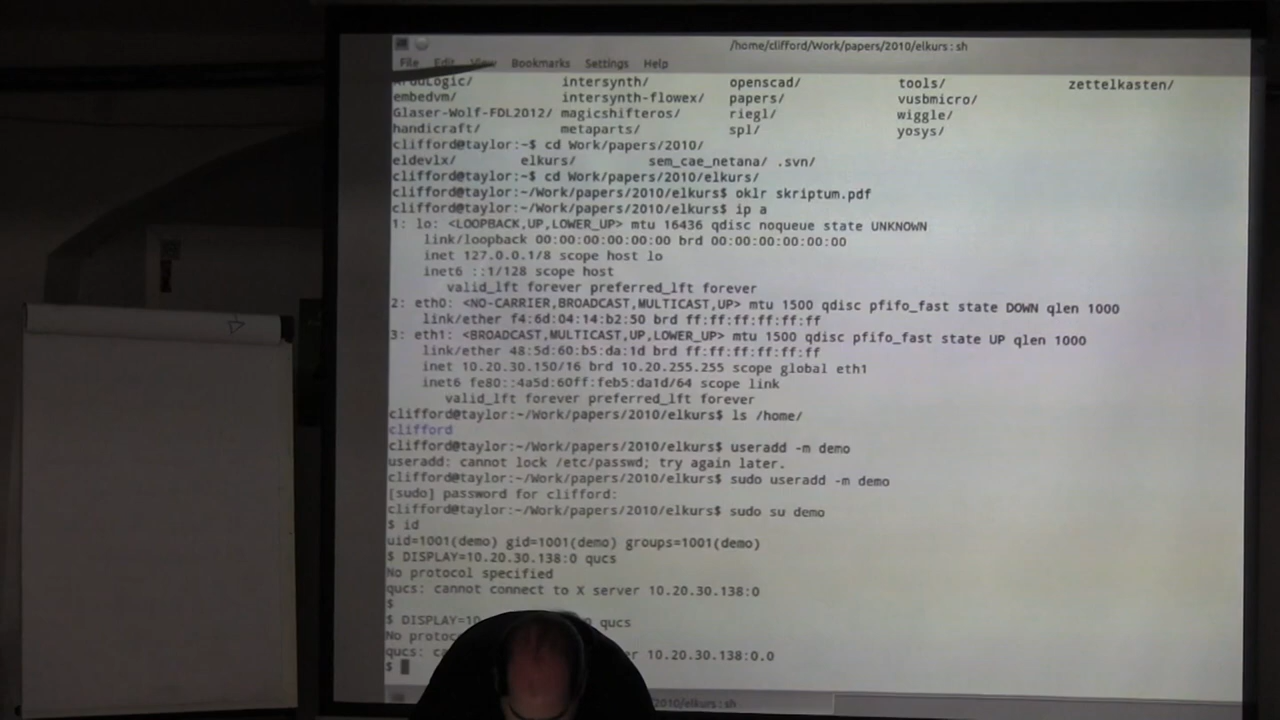 /home/clifford/Work/papers/2010/elkurs : sh
File Edit View Bookmarks Settings Help
intersynth/ openscad/ tools/ zettelkasten/
embedvm/ intersynth-flowex/ papers/ vusbmicro/
Glaser-Wolf-FDL2012/ magicshifteros/ riegl/ wiggle/
handicraft/ metaparts/ spl/ yosys/
clifford@taylor:~$ cd Work/papers/2010/
eldevlx/ elkurs/ sem_cae_netana/ .svn/
clifford@taylor:~$ cd Work/papers/2010/elkurs/
clifford@taylor:~/Work/papers/2010/elkurs$ oklr skriptum.pdf
clifford@taylor:~/Work/papers/2010/elkurs$ ip a
1: lo: <LOOPBACK,UP,LOWER_UP> mtu 16436 qdisc noqueue state UNKNOWN
link/loopback 00:00:00:00:00:00 brd 00:00:00:00:00:00
inet 127.0.0.1/8 scope host lo
inet6 ::1/128 scope host
valid_lft forever preferred_lft forever
2: eth0: <NO-CARRIER,BROADCAST,MULTICAST,UP> mtu 1500 qdisc pfifo_fast state DOWN qlen 1000
link/ether f4:6d:04:14:b2:50 brd ff:ff:ff:ff:ff:ff
3: eth1: <BROADCAST,MULTICAST,UP,LOWER_UP> mtu 1500 qdisc pfifo_fast state UP qlen 1000
link/ether 48:5d:60:b5:da:1d brd ff:ff:ff:ff:ff:ff
inet 10.20.30.150/16 brd 10.20.255.255 scope global eth1
inet6 fe80::4a5d:60ff:feb5:da1d/64 scope link
valid_lft forever preferred_lft forever
clifford@taylor:~/Work/papers/2010/elkurs$ ls /home/
clifford
clifford@taylor:~/Work/papers/2010/elkurs$ useradd -m demo
useradd: cannot lock /etc/passwd; try again later.
clifford@taylor:~/Work/papers/2010/elkurs$ sudo useradd -m demo
[sudo] password for clifford:
clifford@taylor:~/Work/papers/2010/elkurs$ sudo su demo
$ id
uid=1001(demo) gid=1001(demo) groups=1001(demo)
$ DISPLAY=10.20.30.138:0 qucs
No protocol specified
qucs: cannot connect to X server 10.20.30.138:0
$
$ DISPLAY=10 qucs
No
qucs: 10.20.30.138:0.0
$
2010/elkurs : sh